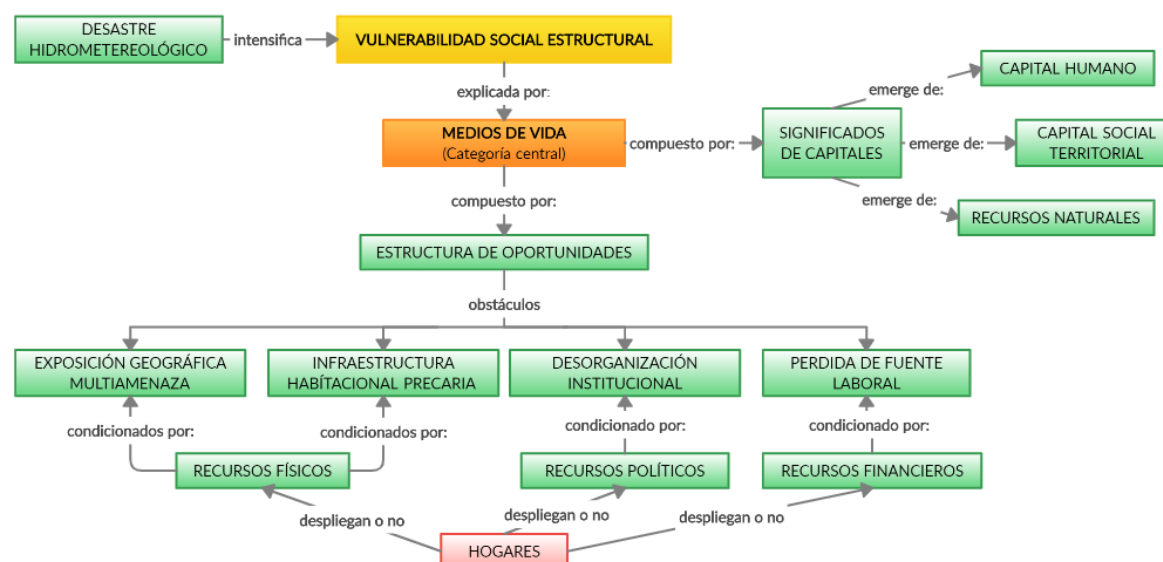 DESASTRE
HIDROMETEREOLÓGICO
intensifica
VULNERABILIDAD SOCIAL ESTRUCTURAL
explicada por:
MEDIOS DE VIDA
(Categoría central)
compuesto por:
SIGNIFICADOS
DE CAPITALES
emerge de:
CAPITAL HUMANO
emerge de:
CAPITAL SOCIAL
TERRITORIAL
emerge de:
RECURSOS NATURALES
compuesto por:
ESTRUCTURA DE OPORTUNIDADES
obstáculos
EXPOSICIÓN GEOGRÁFICA
MULTIAMENAZA
INFRAESTRUCTURA
HABÍTACIONAL PRECARIA
DESORGANIZACIÓN
INSTITUCIONAL
PERDIDA DE FUENTE
LABORAL
condicionados por:
condicionados por:
condicionado por:
condicionado por:
RECURSOS FÍSICOS
RECURSOS POLÍTICOS
RECURSOS FINANCIEROS
despliegan o no
despliegan o no
despliegan o no
HOGARES